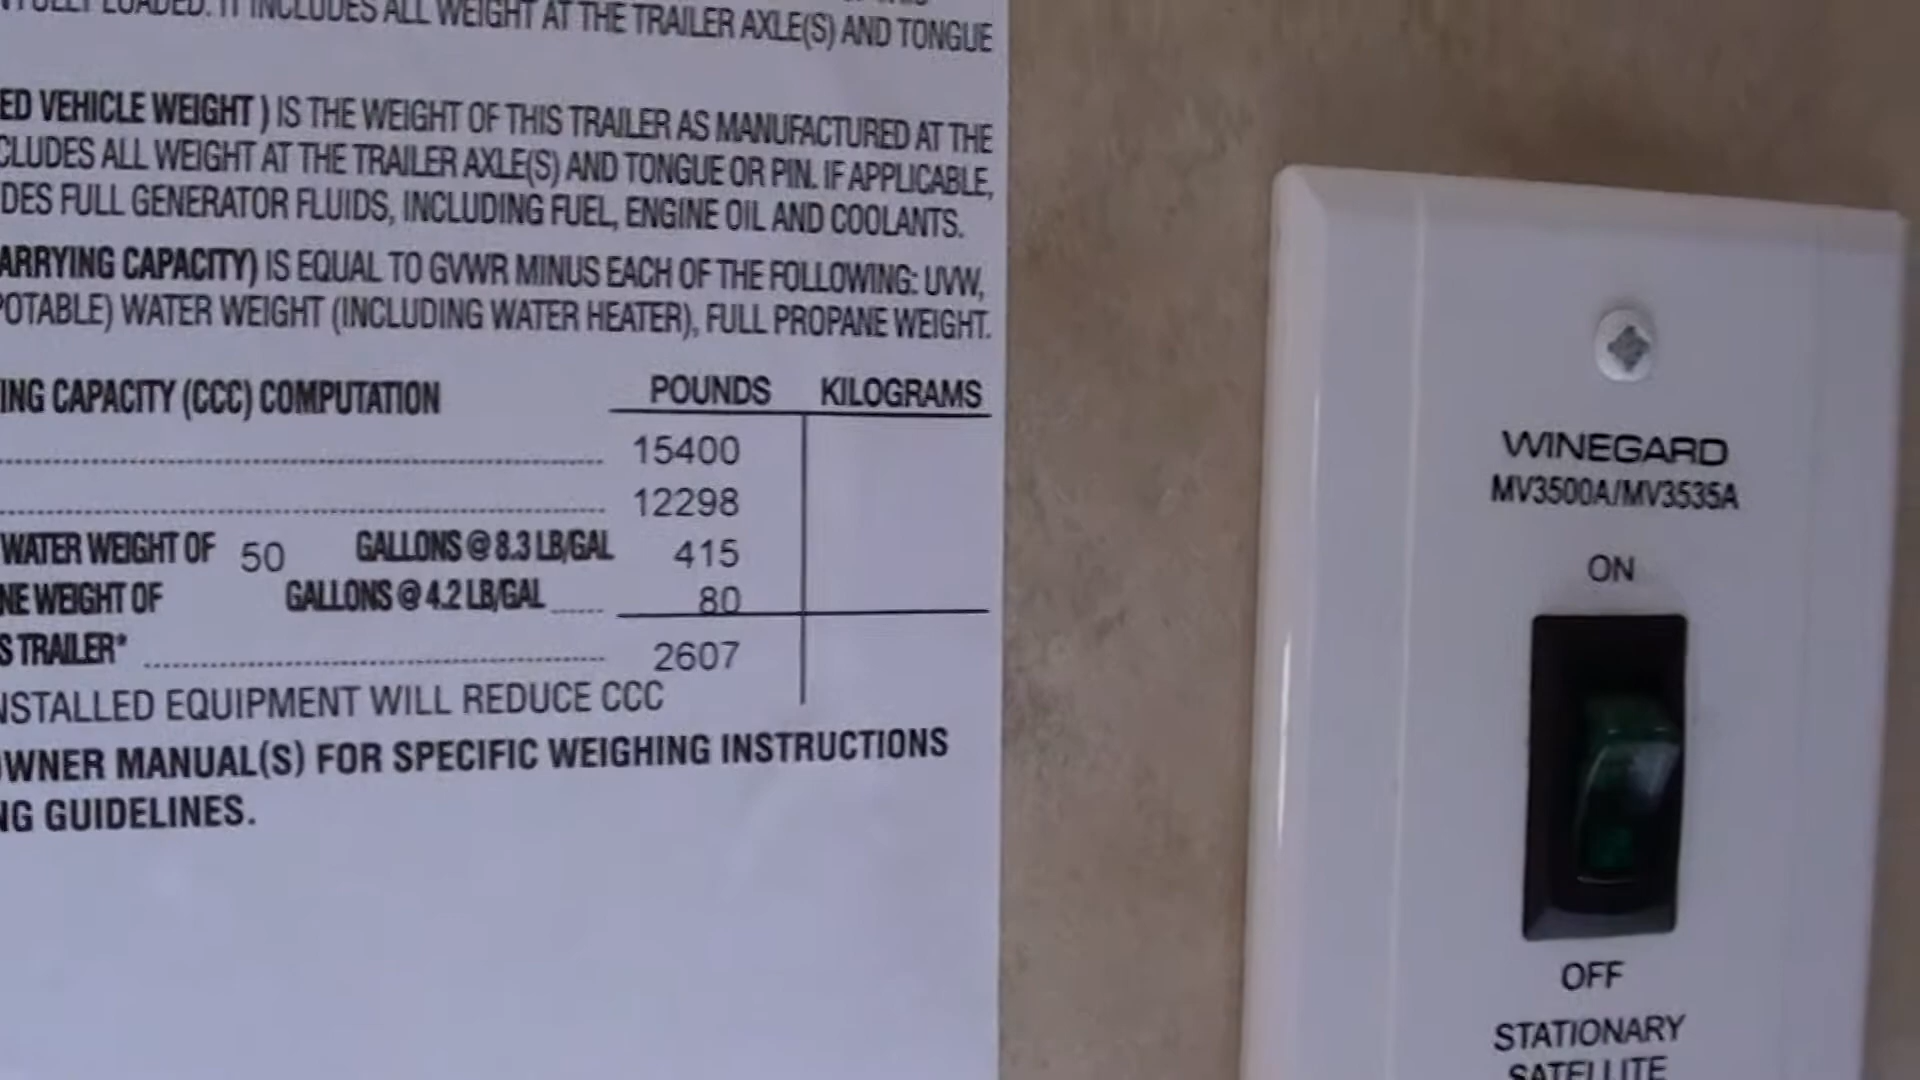 FULLY LOADED. IT INCLUDES ALL WEIGHT AT THE TRAILER AXLE(S) AND TONGUE
ED VEHICLE WEIGHT ) IS THE WEIGHT OF THIS TRAILER AS MANUFACTURED AT THE
CLUDES ALL WEIGHT AT THE TRAILER AXLE(S) AND TONGUE OR PIN. IF APPLICABLE,
DES FULL GENERATOR FLUIDS, INCLUDING FUEL, ENGINE OIL AND COOLANTS.
ARRYING CAPACITY) IS EQUAL TO GVWR MINUS EACH OF THE FOLLOWING: UVW,
POTABLE) WATER WEIGHT (INCLUDING WATER HEATER), FULL PROPANE WEIGHT.
ING CAPACITY (CCC) COMPUTATION POUNDS KILOGRAMS
15400
12298
WATER WEIGHT OF 50 GALLONS @ 8.3 LB/GAL 415
NE WEIGHT OF GALLONS @ 4.2 LB/GAL 80
S TRAILER* 2607
NSTALLED EQUIPMENT WILL REDUCE CCC
OWNER MANUAL(S) FOR SPECIFIC WEIGHING INSTRUCTIONS
NG GUIDELINES.
WINEGARD
MV3500A/MV3535A
ON
OFF
STATIONARY
SATELLITE